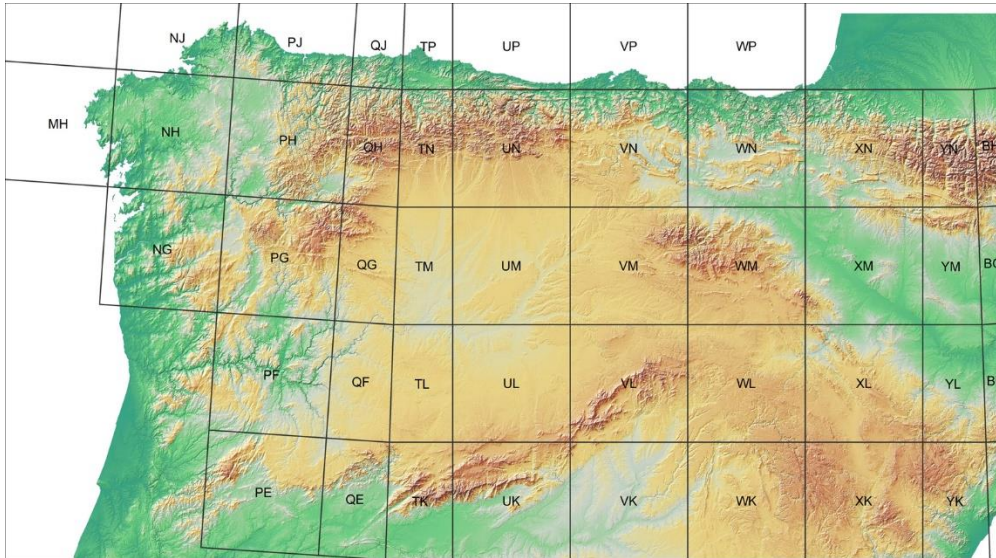 NJ PJ QJ TP UP VP WP
MH NH PH QH TN UN VN WN XN YN BH
NG PG QG TM UM VM WM XM YM
PF QF TL UL VL WL XL YL
PE QE TK UK VK WK XK YK